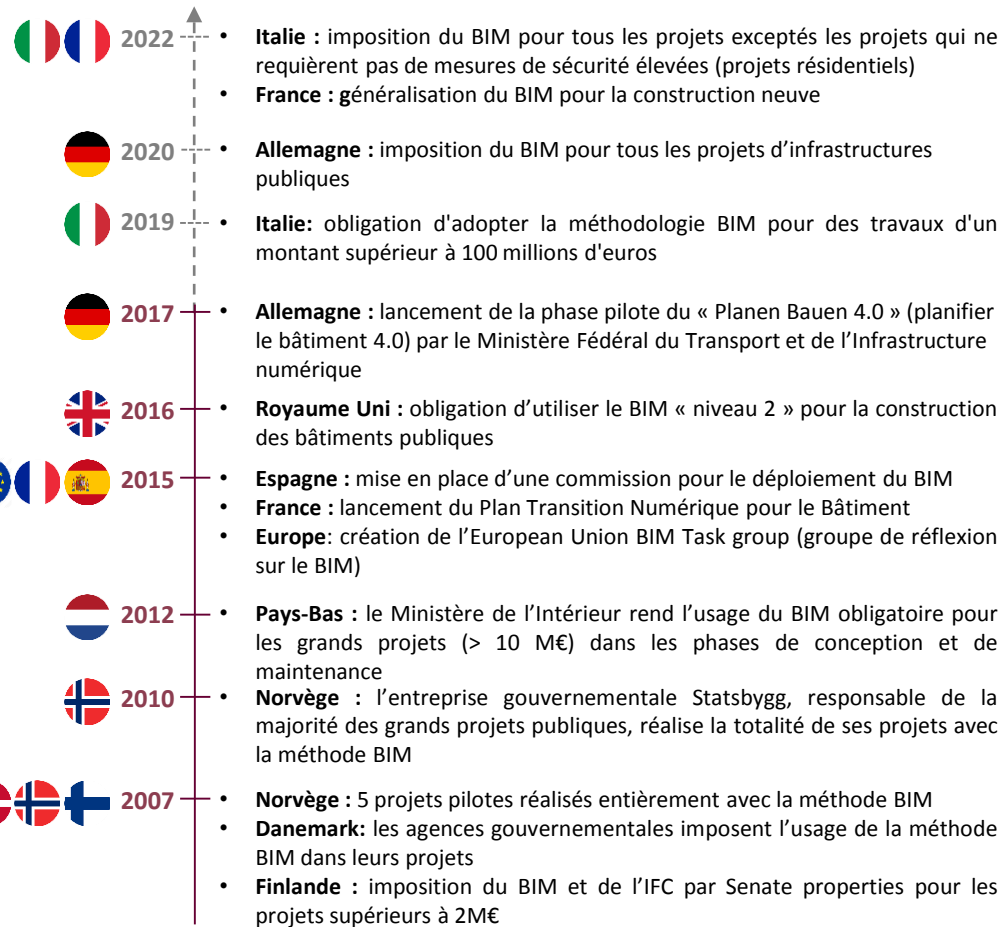 2022
• Italie : imposition du BIM pour tous les projets exceptés les projets qui ne
requièrent pas de mesures de sécurité élevées (projets résidentiels)
• France : généralisation du BIM pour la construction neuve
2020
• Allemagne : imposition du BIM pour tous les projets d’infrastructures
publiques
2019
• Italie: obligation d'adopter la méthodologie BIM pour des travaux d'un
montant supérieur à 100 millions d'euros
2017
• Allemagne : lancement de la phase pilote du « Planen Bauen 4.0 » (planifier
le bâtiment 4.0) par le Ministère Fédéral du Transport et de l’Infrastructure
numérique
2016
• Royaume Uni : obligation d’utiliser le BIM « niveau 2 » pour la construction
des bâtiments publiques
2015
• Espagne : mise en place d’une commission pour le déploiement du BIM
• France : lancement du Plan Transition Numérique pour le Bâtiment
• Europe: création de l’European Union BIM Task group (groupe de réflexion
sur le BIM)
2012
• Pays-Bas : le Ministère de l’Intérieur rend l’usage du BIM obligatoire pour
les grands projets (> 10 M€) dans les phases de conception et de
maintenance
2010
• Norvège : l’entreprise gouvernementale Statsbygg, responsable de la
majorité des grands projets publiques, réalise la totalité de ses projets avec
la méthode BIM
2007
• Norvège : 5 projets pilotes réalisés entièrement avec la méthode BIM
• Danemark: les agences gouvernementales imposent l’usage de la méthode
BIM dans leurs projets
• Finlande : imposition du BIM et de l’IFC par Senate properties pour les
projets supérieurs à 2M€